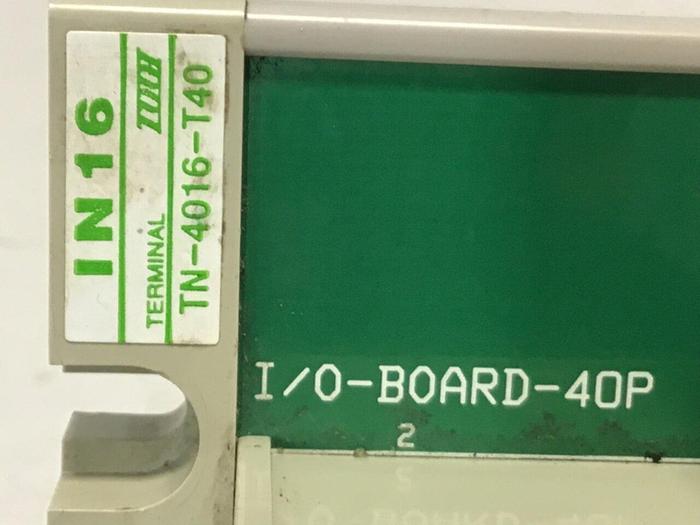 IN16
TERMINAL
TN-4016-T40
I/O-BOARD-40P
2